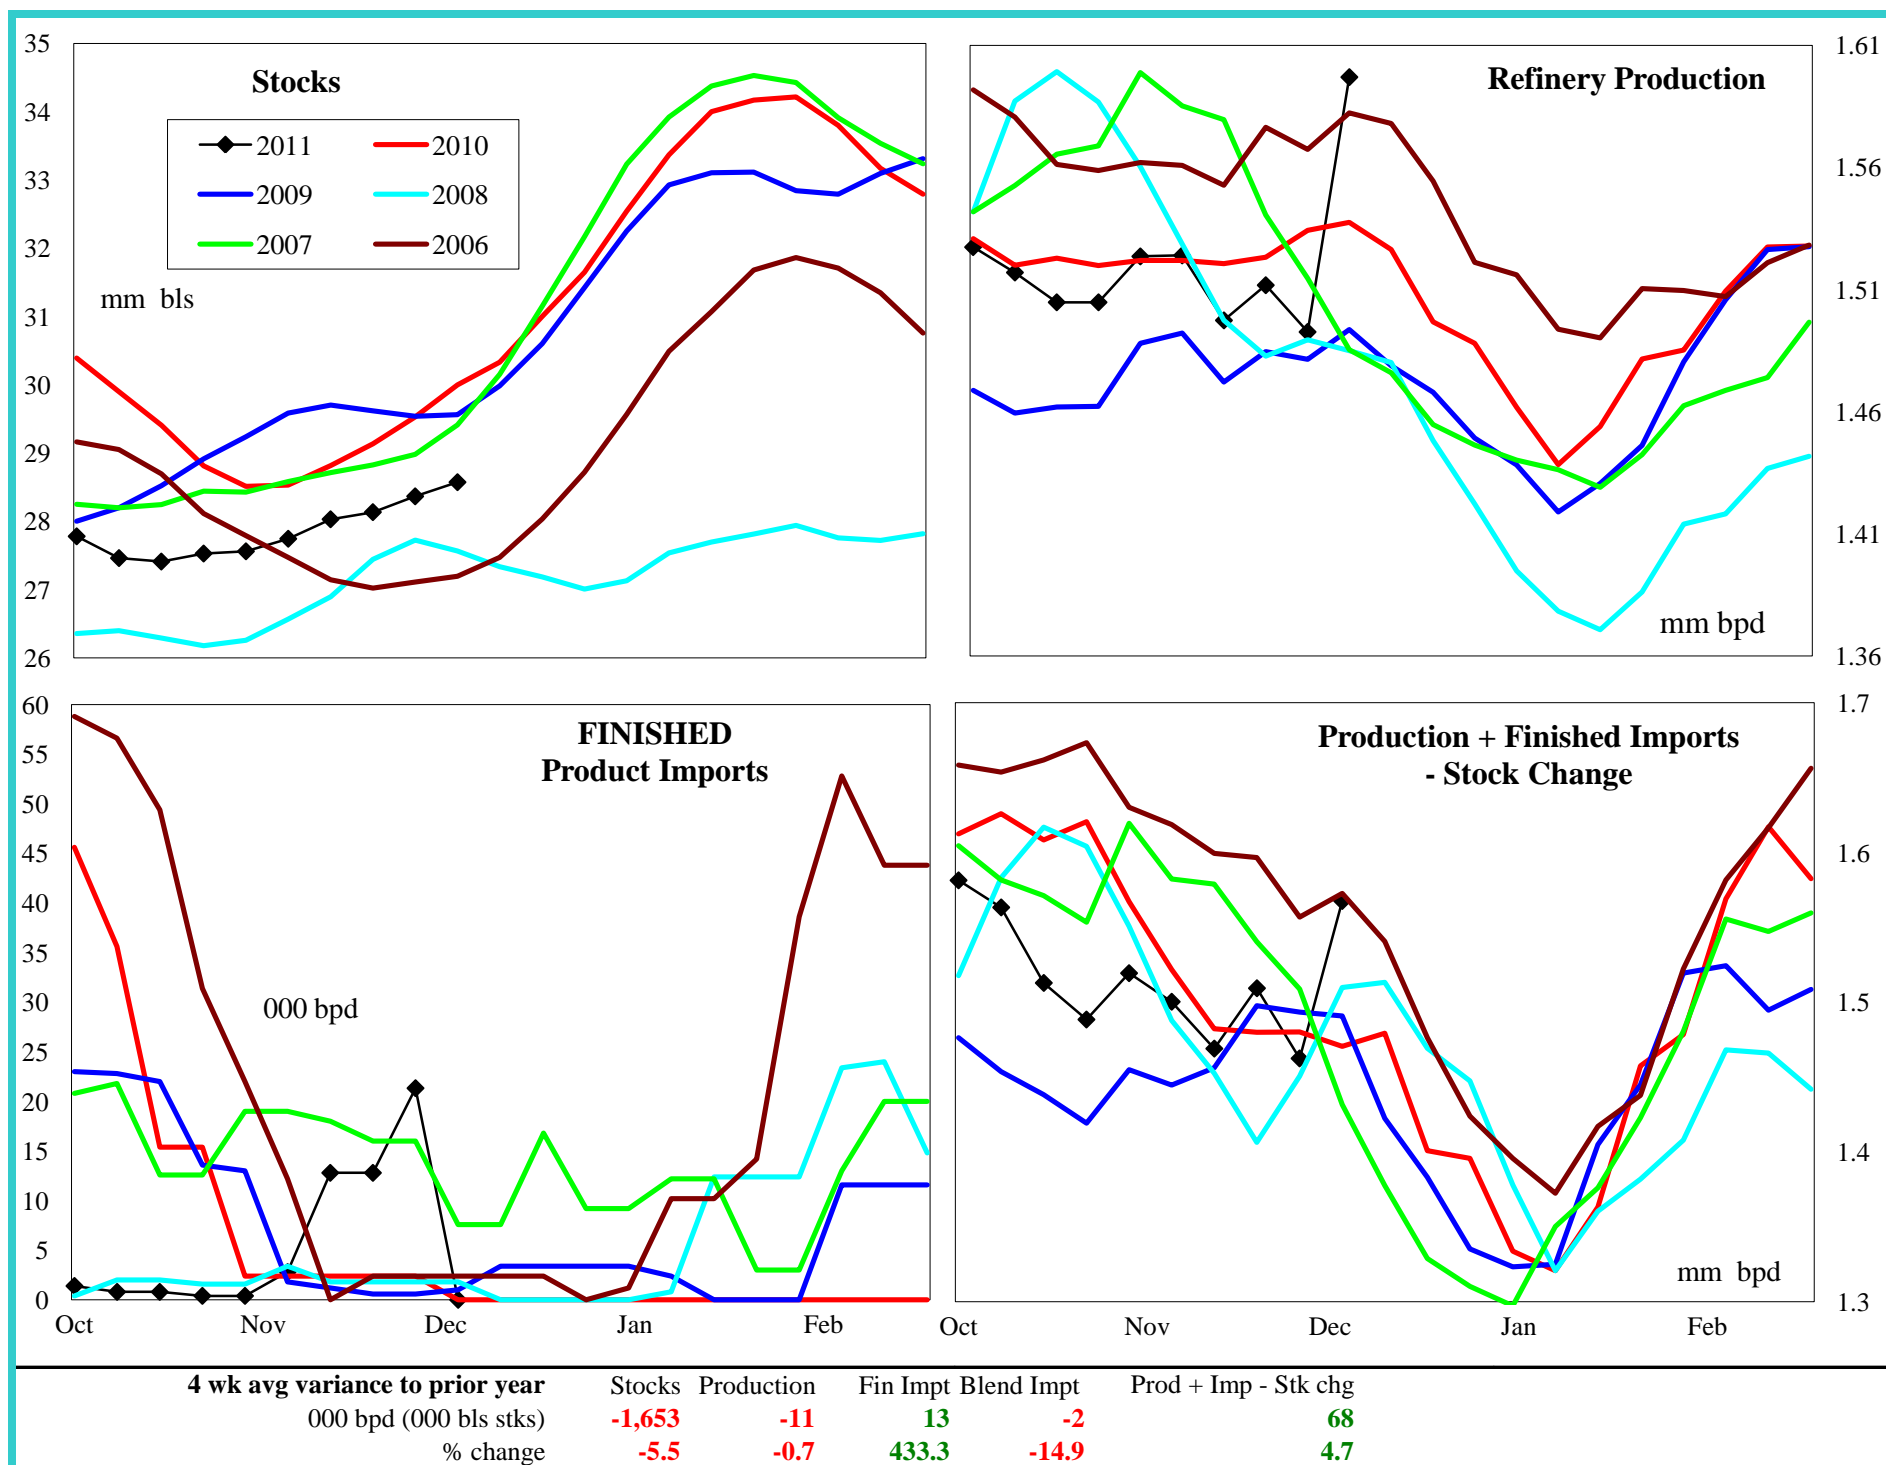 Stocks
2011 2010
2009 2008
2007 2006
mm bls
35
34
33
32
31
30
29
28
27
26
Refinery Production
mm bpd
1.61
1.56
1.51
1.46
1.41
1.36
FINISHED
Product Imports
000 bpd
60
55
50
45
40
35
30
25
20
15
10
5
0
Oct Nov Dec Jan Feb
Production + Finished Imports
- Stock Change
mm bpd
1.7
1.6
1.5
1.4
1.3
Oct Nov Dec Jan Feb
4 wk avg variance to prior year Stocks Production Fin Impt Blend Impt Prod + Imp - Stk chg
000 bpd (000 bls stks) -1,653 -11 13 -2 68
% change -5.5 -0.7 433.3 -14.9 4.7